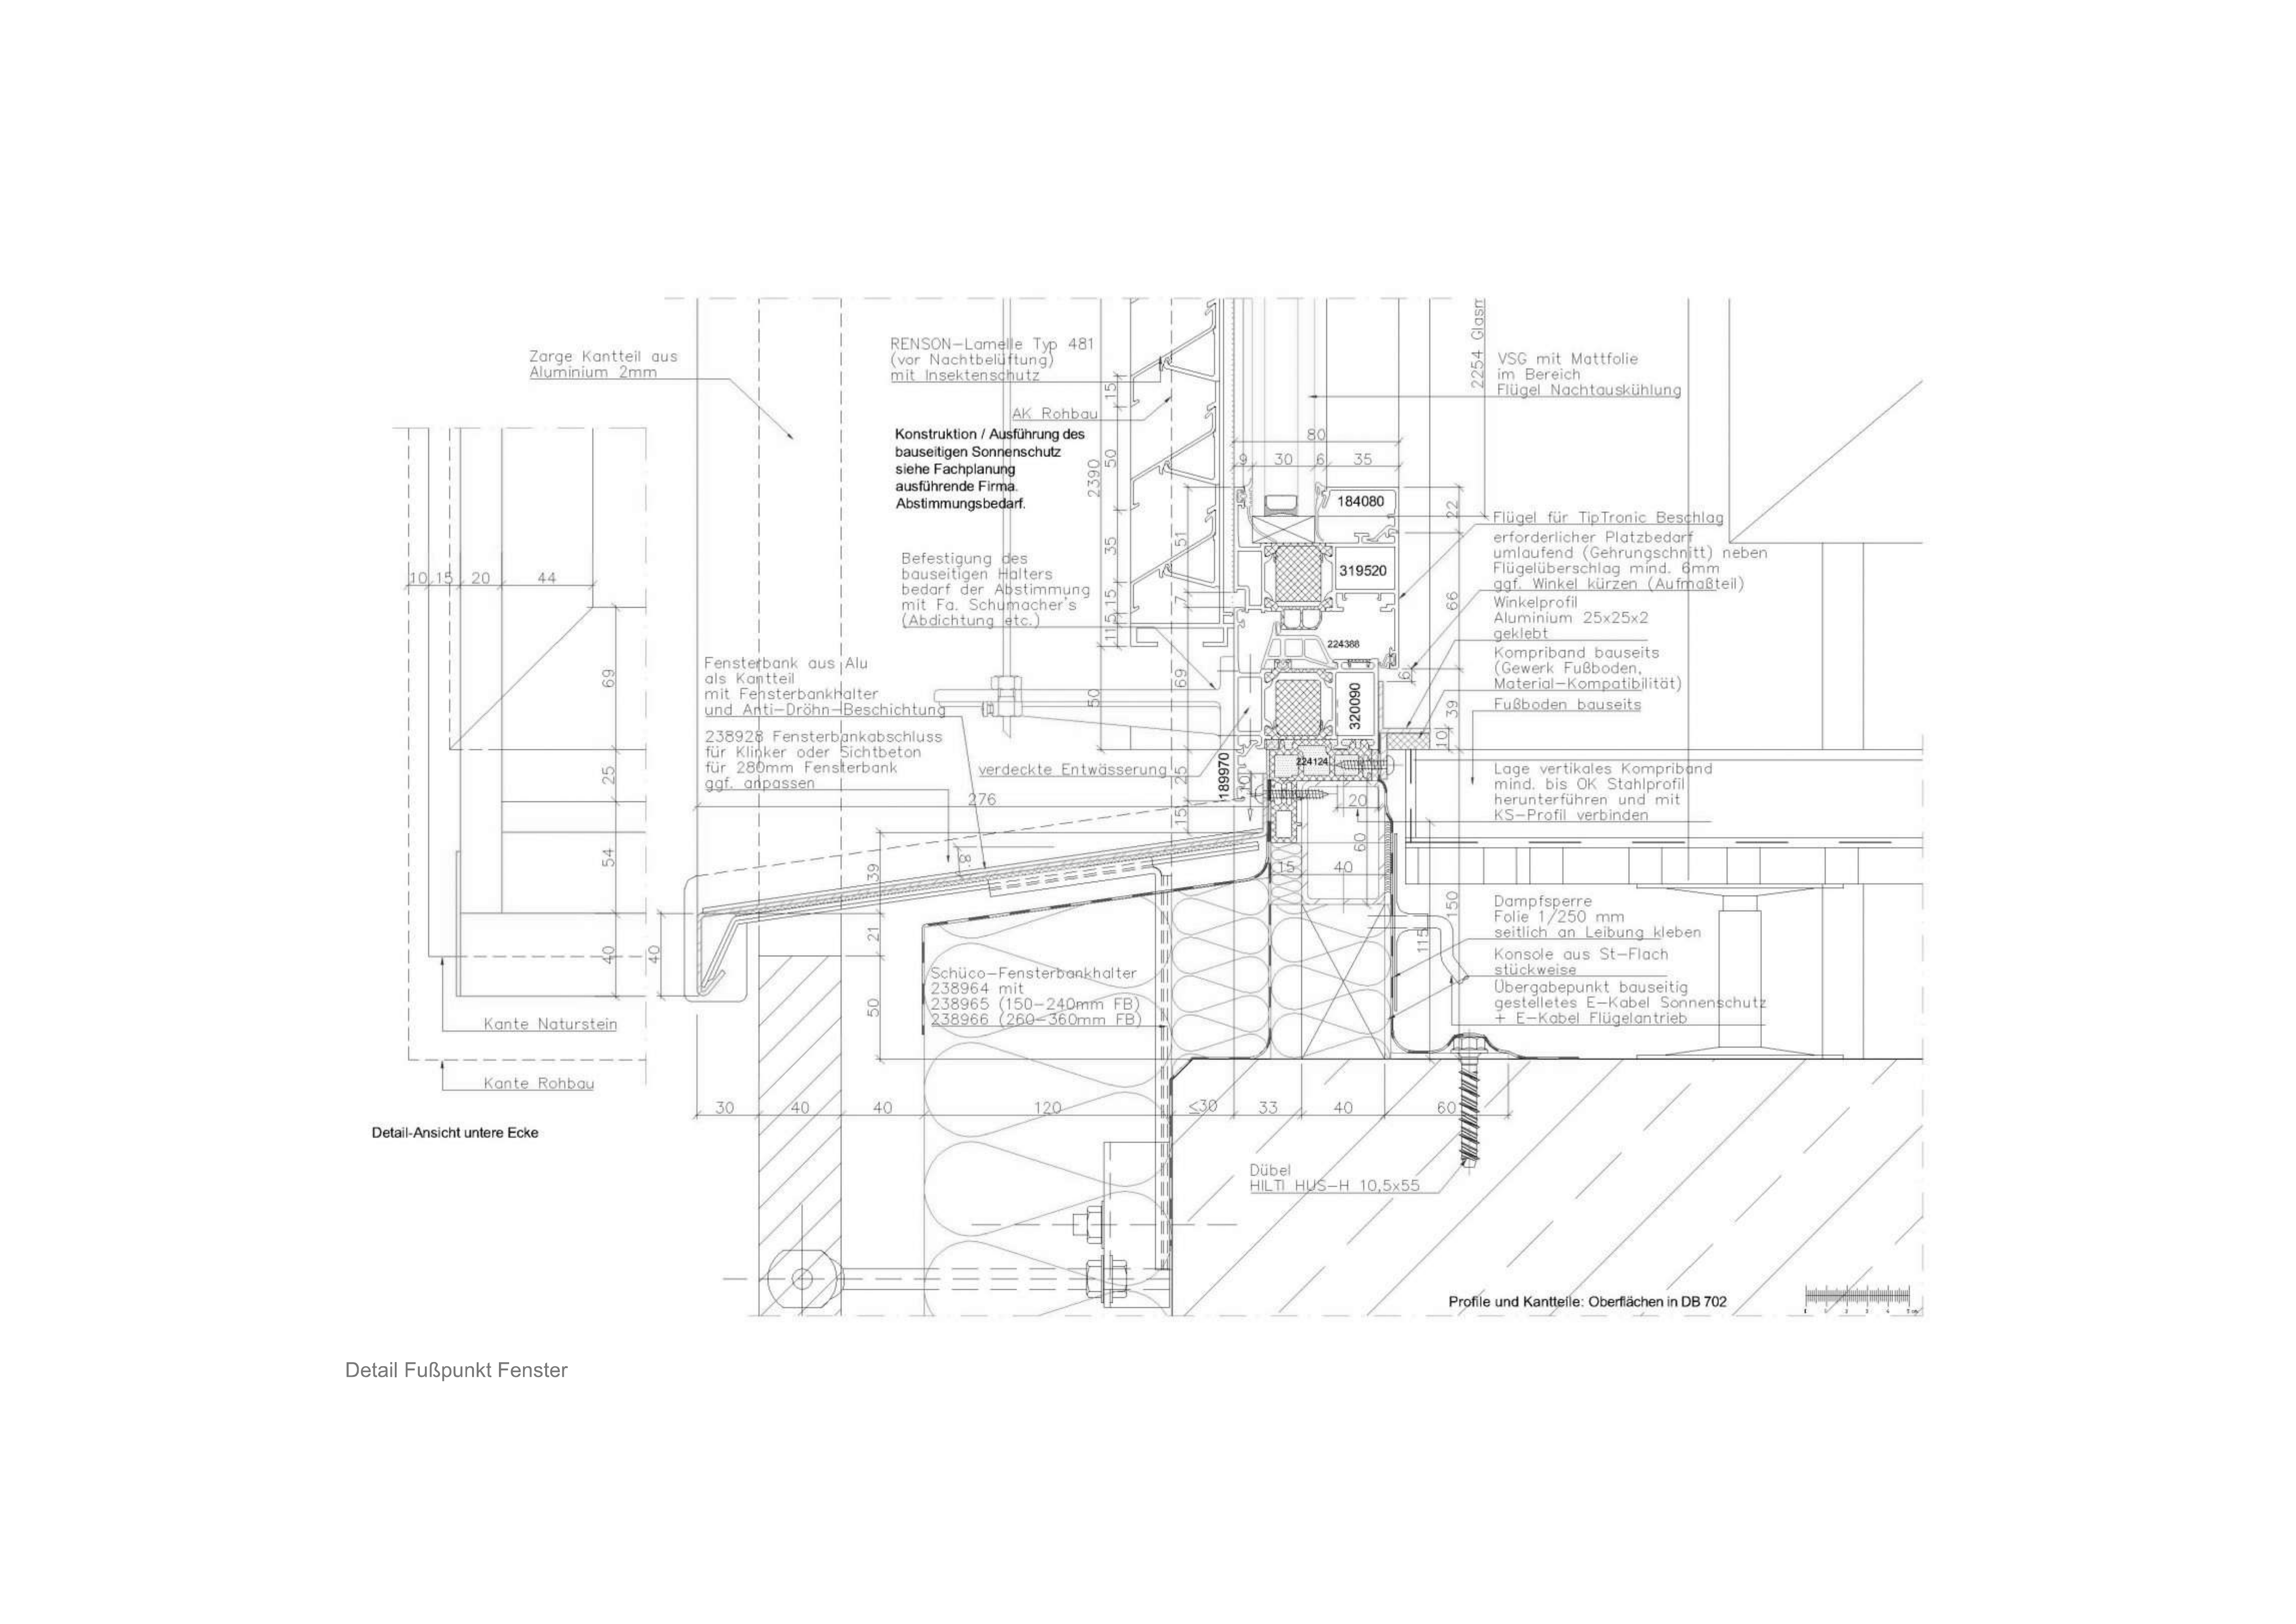 Zarge Kantteil aus
Aluminium 2mm
RENSON-Lamelle Typ 481
(vor Nachtbelüftung)
mit Insektenschutz
AK Rohbau
Konstruktion / Ausführung des
bauseitigen Sonnenschutz
siehe Fachplanung
ausführende Firma.
Abstimmungsbedarf.
Befestigung des
bauseitigen Halters
bedarf der Abstimmung
mit Fa. Schumacher's
(Abdichtung etc.)
Fensterbank aus Alu
als Kantteil
mit Fensterbankhalter
und Anti-Dröhn-Beschichtung
238928 Fensterbankabschluss
für Klinker oder Sichtbeton
für 280mm Fensterbank
ggf. anpassen
verdeckte Entwässerung
276
Schüco-Fensterbankhalter
238964 mit
238965 (150-240mm FB)
238966 (260-360mm FB)
10 15 20 44
69
25
54
40
40
Kante Naturstein
Kante Rohbau
Detail-Ansicht untere Ecke
39
21
50
8°
15
50
35
15
2390
50
51
7
69
25
15
80
9 30 6 35
184080
319520
224388
320090
224124
189970
20
60
15 40
22
66
6
39
10
150
115
2254 Glasm
VSG mit Mattfolie
im Bereich
Flügel Nachtauskühlung
Flügel für TipTronic Beschlag
erforderlicher Platzbedarf
umlaufend (Gehrungschnitt) neben
Flügelüberschlag mind. 6mm
ggf. Winkel kürzen (Aufmaßteil)
Winkelprofil
Aluminium 25x25x2
geklebt
Kompriband bauseits
(Gewerk Fußboden,
Material-Kompatibilität)
Fußboden bauseits
Lage vertikales Kompriband
mind. bis OK Stahlprofil
herunterführen und mit
KS-Profil verbinden
Dampfsperre
Folie 1/250 mm
seitlich an Leibung kleben
Konsole aus St-Flach
stückweise
Übergabepunkt bauseitig
gestelletes E-Kabel Sonnenschutz
+ E-Kabel Flügelantrieb
30 40 40 120 ≤30 33 40 60
Dübel
HILTI HUS-H 10,5x55
Profile und Kantteile: Oberflächen in DB 702
Detail Fußpunkt Fenster